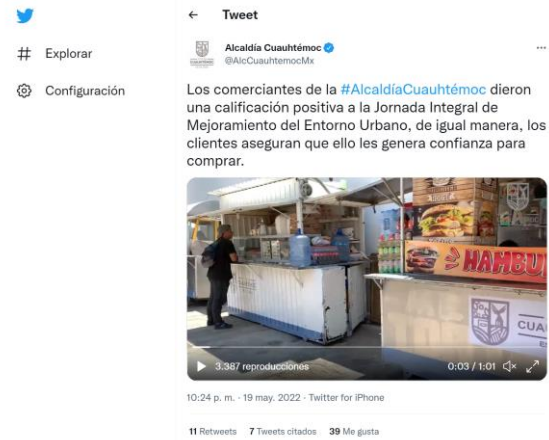 Tweet
Explorar
Configuración
Alcaldía Cuauhtémoc
@AlcCuauhtemocMx
Los comerciantes de la #AlcaldíaCuauhtémoc dieron
una calificación positiva a la Jornada Integral de
Mejoramiento del Entorno Urbano, de igual manera, los
clientes aseguran que ello les genera confianza para
comprar.
HAMBU
CUA
3.387 reproducciones
0:03 / 1:01
10:24 p. m. · 19 may. 2022 · Twitter for iPhone
11 Retweets 7 Tweets citados 39 Me gusta